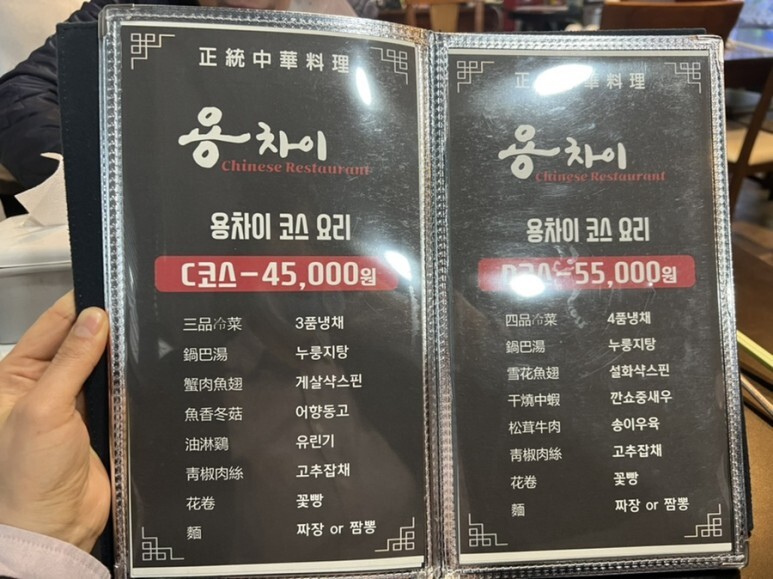 正統中華料理
용차이
Chinese Restaurant
용차이 코스 요리
C코스-45,000원
三品冷菜 3품냉채
鍋巴湯 누룽지탕
蟹肉魚翅 게살샥스핀
魚香冬菇 어향동고
油淋鷄 유린기
靑椒肉絲 고추잡채
花卷 꽃빵
麵 짜장 or 짬뽕
正 華料理
용차이
Chinese Restaurant
용차이 코스 요리
D코스-55,000원
四品冷菜 4품냉채
鍋巴湯 누룽지탕
雪花魚翅 설화샥스핀
干燒中蝦 깐쇼중새우
松茸牛肉 송이우육
靑椒肉絲 고추잡채
花卷 꽃빵
麵 짜장 or 짬뽕